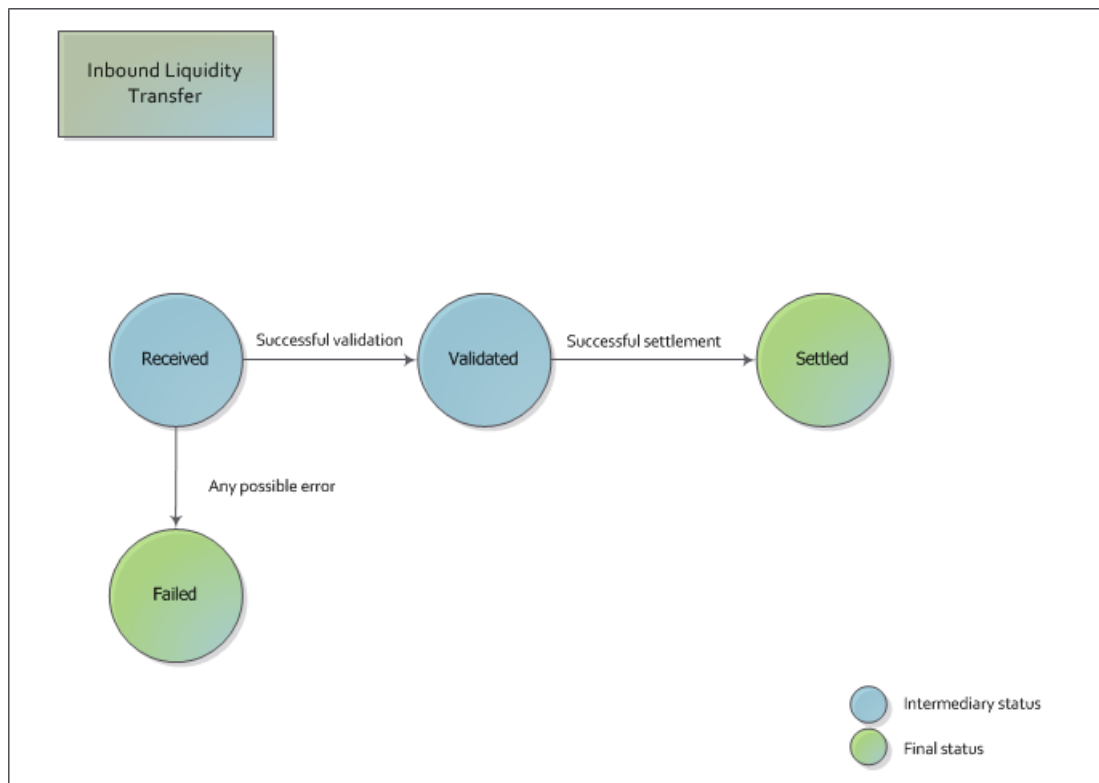 Inbound Liquidity
Transfer
Received
Successful validation
Validated
Successful settlement
Settled
Any possible error
Failed
Intermediary status
Final status